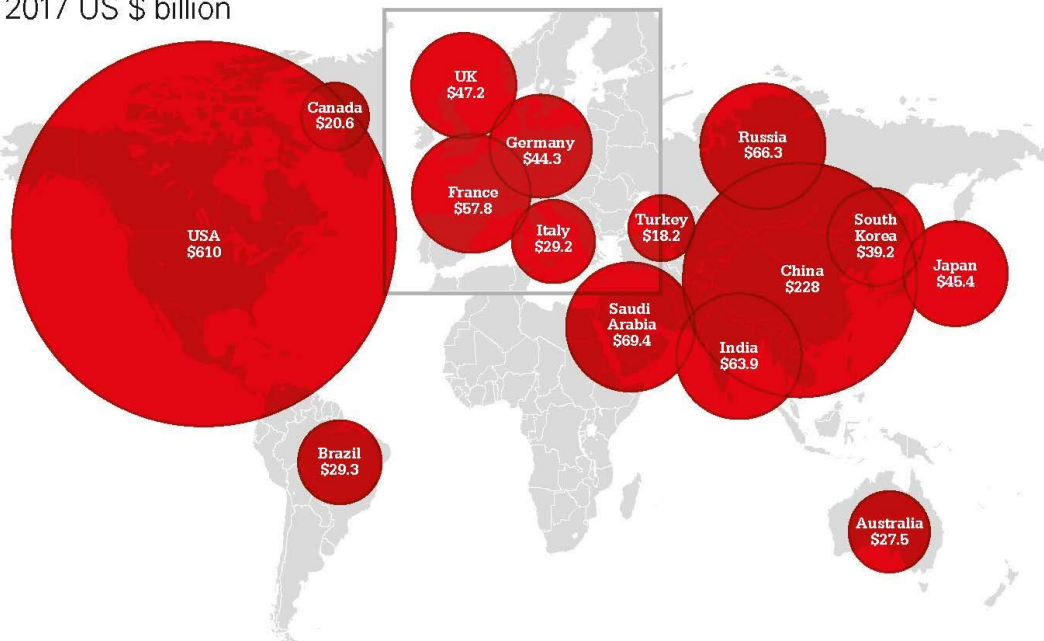 2017 US $ billion
Canada
$20.6
USA
$610
UK
$47.2
Germany
$44.3
France
$57.8
Italy
$29.2
Turkey
$18.2
Russia
$66.3
South
Korea
$39.2
China
$228
Japan
$45.4
Saudi
Arabia
$69.4
India
$63.9
Brazil
$29.3
Australia
$27.5